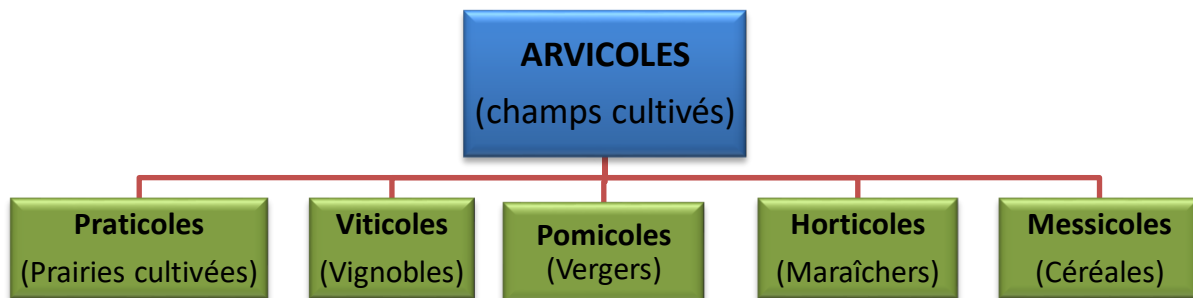 ARVICOLES
(champs cultivés)
Praticoles
(Prairies cultivées)
Viticoles
(Vignobles)
Pomicoles
(Vergers)
Horticoles
(Maraîchers)
Messicoles
(Céréales)